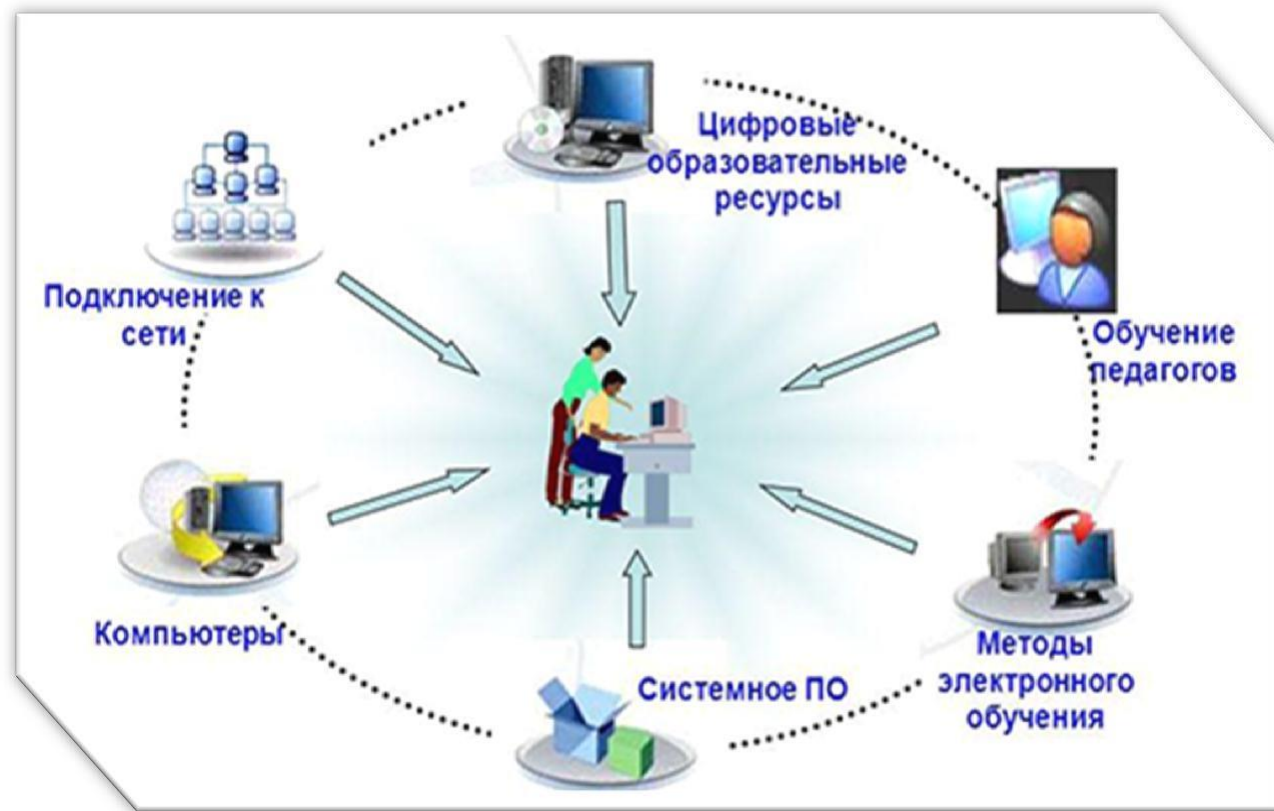 Цифровые
образовательные
ресурсы
Подключение к
сети
Обучение
педагогов
Компьютеры
Системное ПО
Методы
электронного
обучения